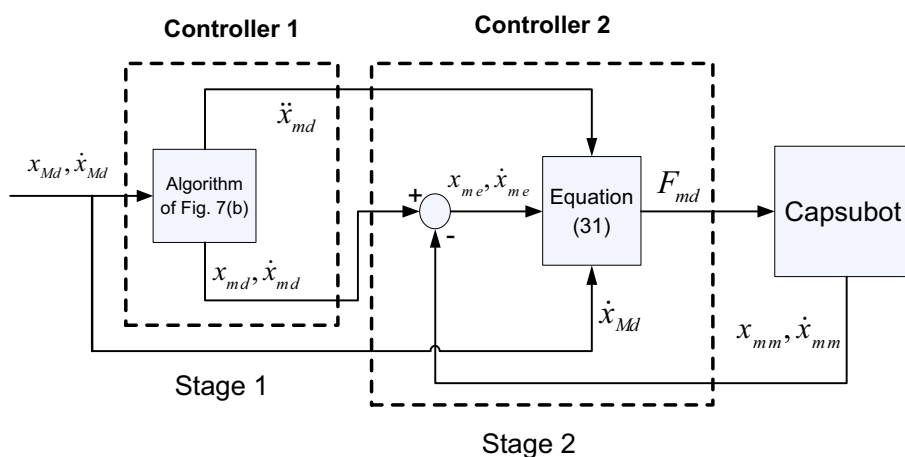 Controller 1
Controller 2
ẍ_md
x_Md, ẋ_Md
Algorithm
of Fig. 7(b)
+
-
x_me, ẋ_me
Equation
(31)
F_md
Capsubot
x_md, ẋ_md
ẋ_Md
x_mm, ẋ_mm
Stage 1
Stage 2